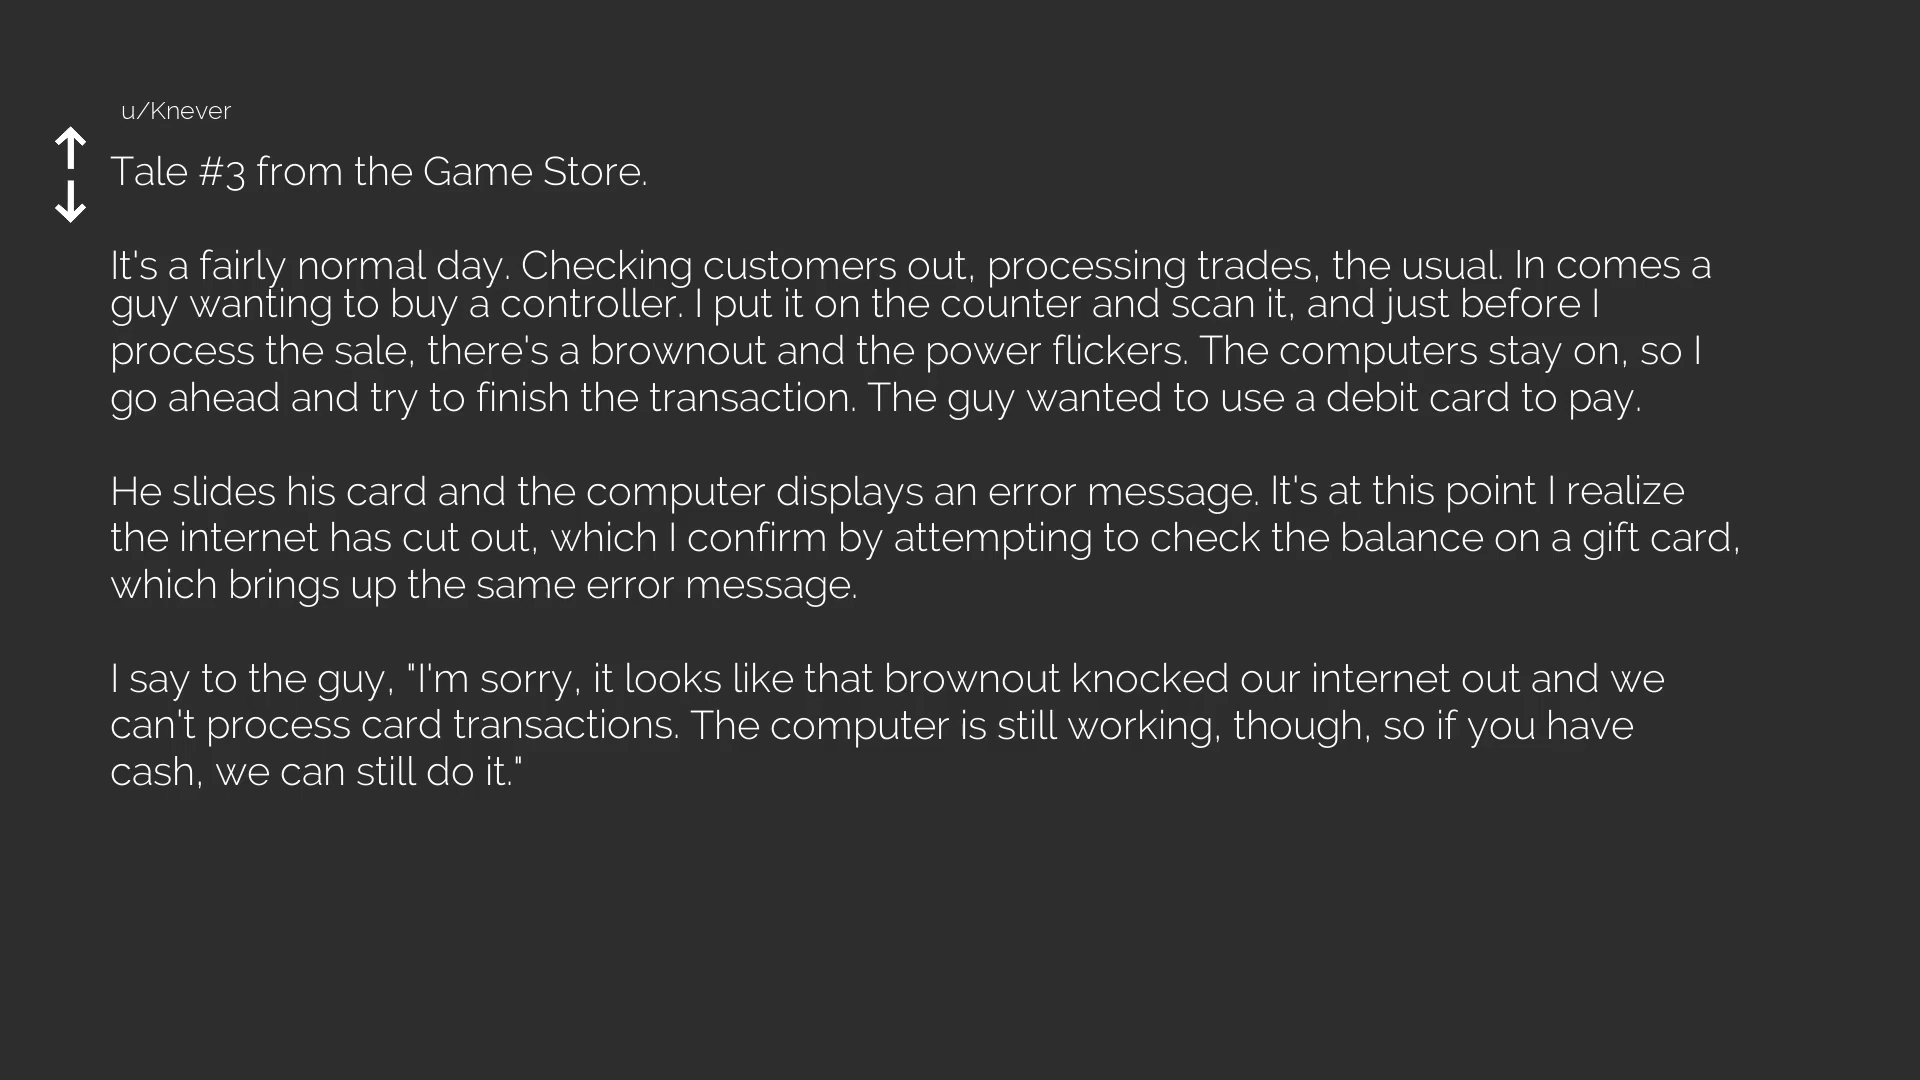 u/Knever
Tale #3 from the Game Store.
It's a fairly normal day. Checking customers out, processing trades, the usual. In comes a
guy wanting to buy a controller. I put it on the counter and scan it, and just before I
process the sale, there's a brownout and the power flickers. The computers stay on, so I
go ahead and try to finish the transaction. The guy wanted to use a debit card to pay.
He slides his card and the computer displays an error message. It's at this point I realize
the internet has cut out, which I confirm by attempting to check the balance on a gift card,
which brings up the same error message.
I say to the guy, "I'm sorry, it looks like that brownout knocked our internet out and we
can't process card transactions. The computer is still working, though, so if you have
cash, we can still do it."